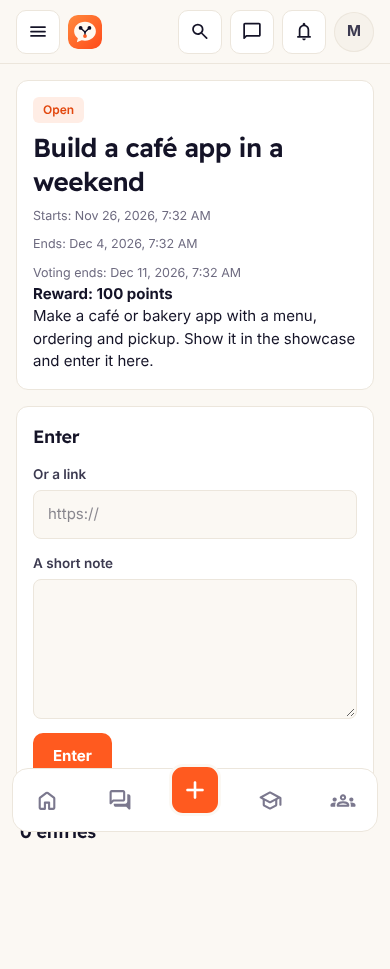 M
Open
Build a café app in a
weekend
Starts: Nov 26, 2026, 7:32 AM
Ends: Dec 4, 2026, 7:32 AM
Voting ends: Dec 11, 2026, 7:32 AM
Reward: 100 points
Make a café or bakery app with a menu,
ordering and pickup. Show it in the showcase
and enter it here.
Enter
Or a link
https://
A short note
Enter
0 entries